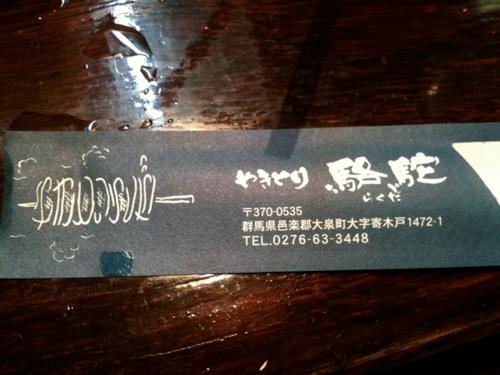 やきとり 駱駝
らくだ
〒370-0535
群馬県邑楽郡大泉町大字寄木戸1472-1
TEL.0276-63-3448